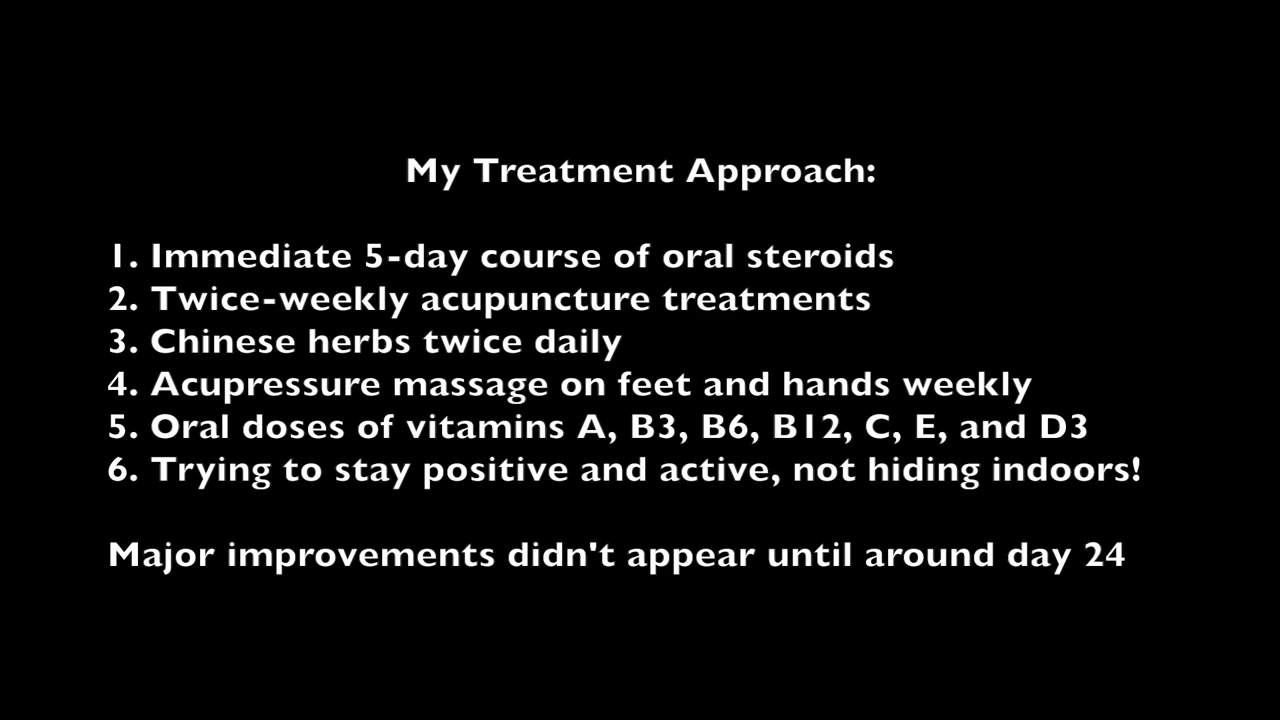 My Treatment Approach:
1. Immediate 5-day course of oral steroids
2. Twice-weekly acupuncture treatments
3. Chinese herbs twice daily
4. Acupressure massage on feet and hands weekly
5. Oral doses of vitamins A, B3, B6, B12, C, E, and D3
6. Trying to stay positive and active, not hiding indoors!
Major improvements didn't appear until around day 24